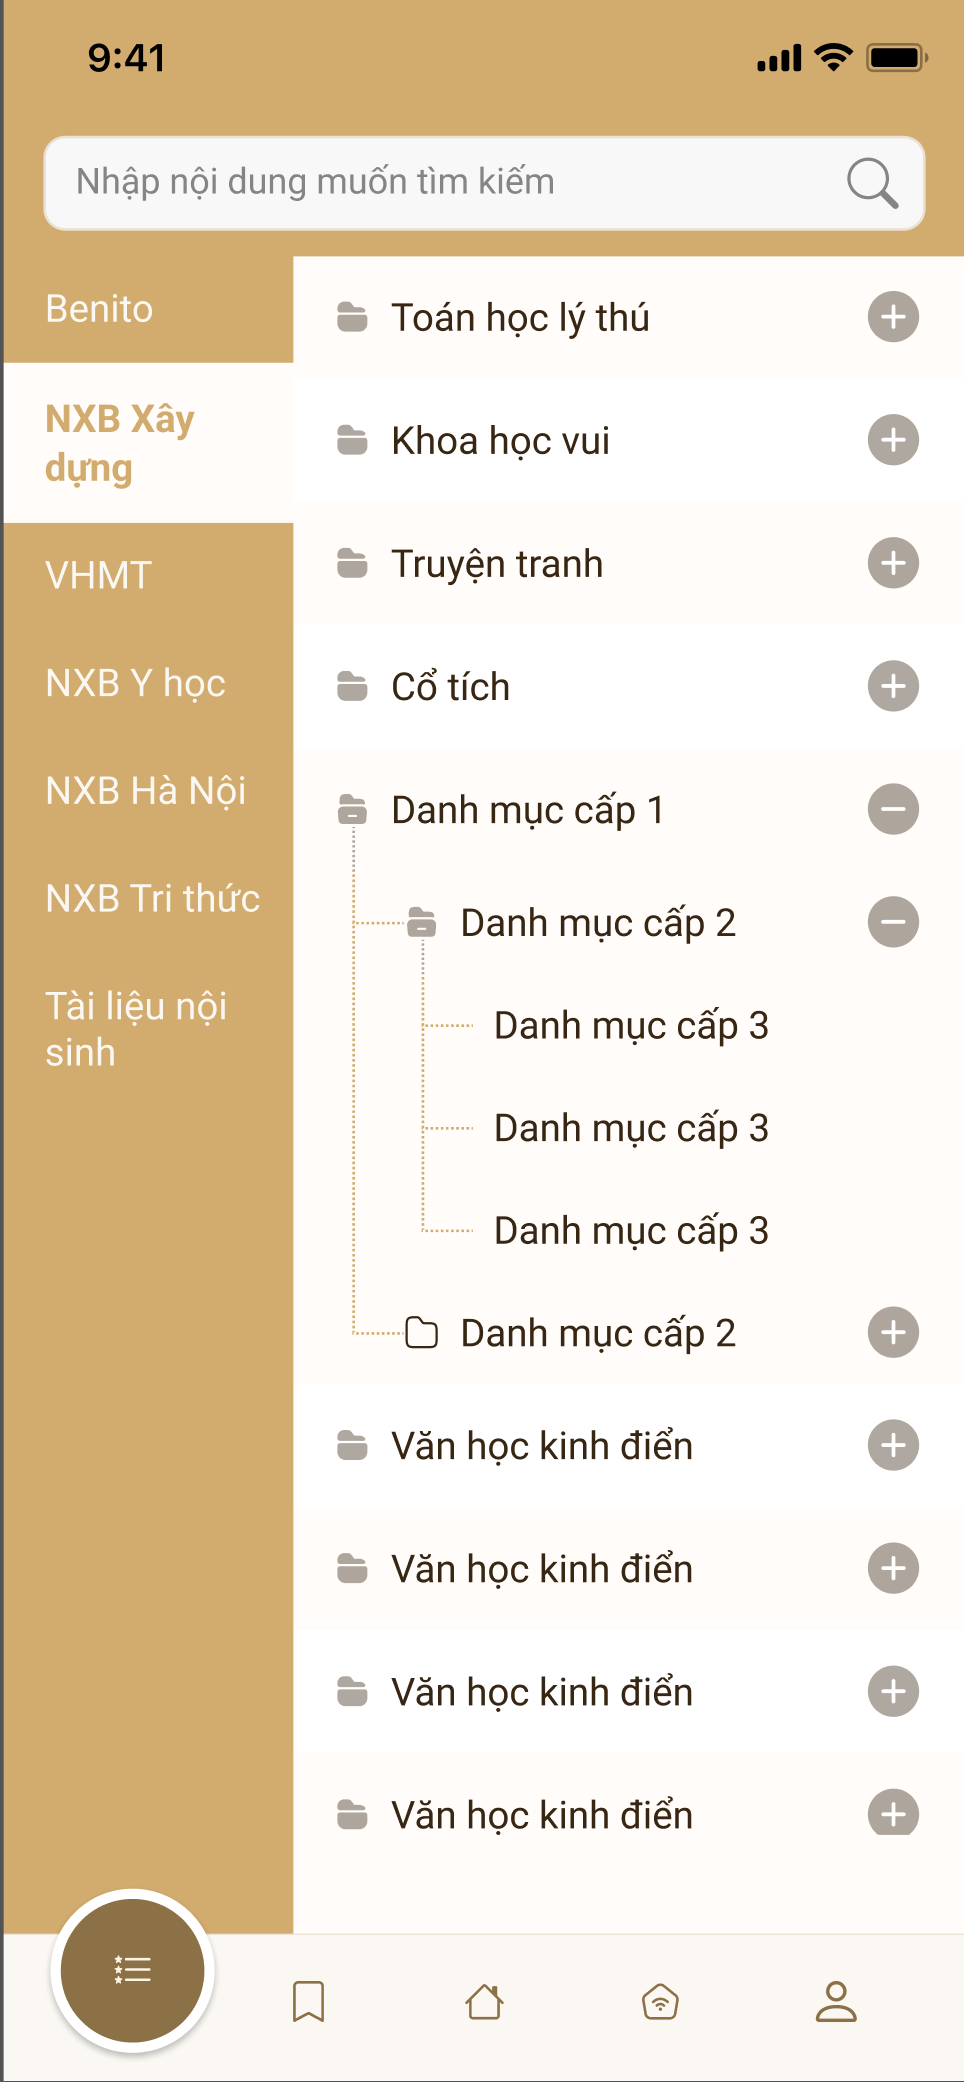 9:41
Nhập nội dung muốn tìm kiếm
Benito
NXB Xây
dựng
VHMT
NXB Y học
NXB Hà Nội
NXB Tri thức
Tài liệu nội
sinh
Toán học lý thú
Khoa học vui
Truyện tranh
Cổ tích
Danh mục cấp 1
Danh mục cấp 2
Danh mục cấp 3
Danh mục cấp 3
Danh mục cấp 3
Danh mục cấp 2
Văn học kinh điển
Văn học kinh điển
Văn học kinh điển
Văn học kinh điển